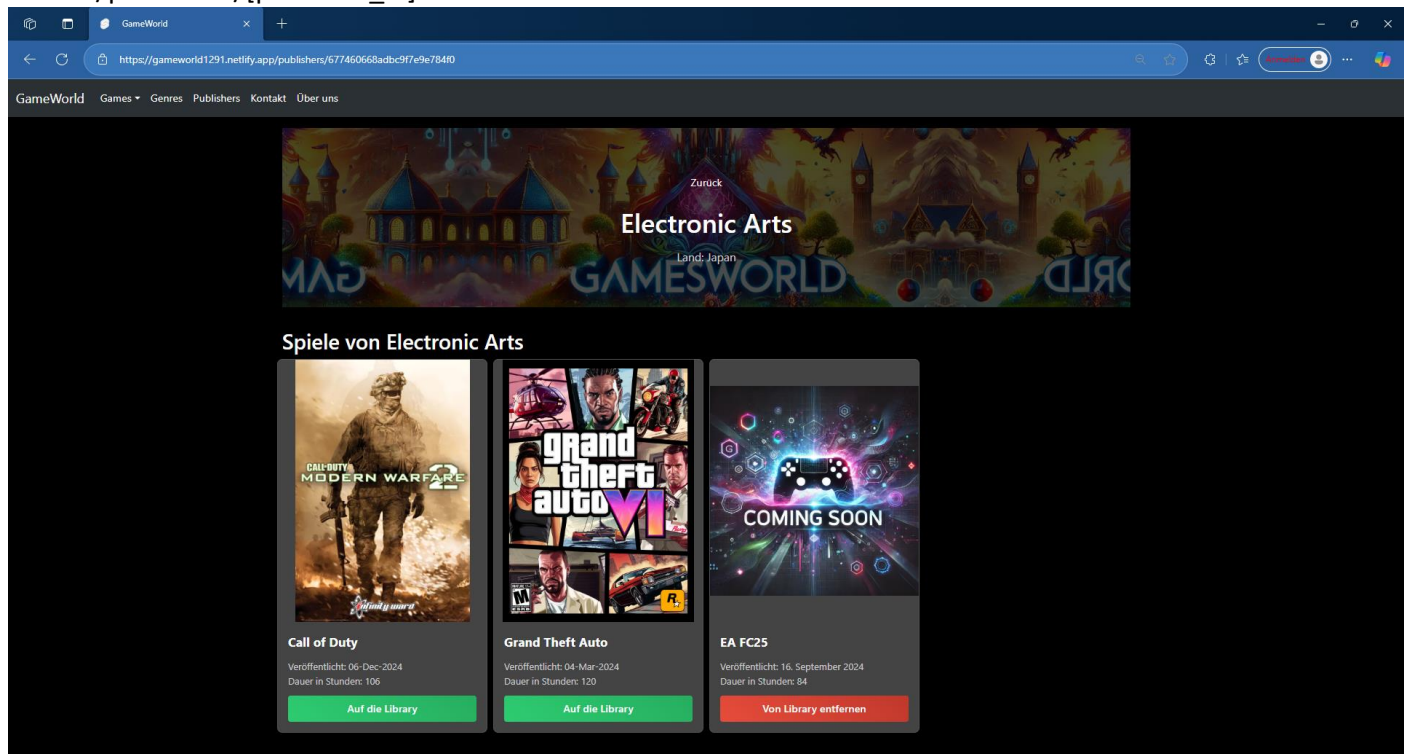 GameWorld
https://gameworld1291.netlify.app/publishers/677460668adbc9f7e9e784f0
GameWorld Games Genres Publishers Kontakt Über uns
Zurück
Electronic Arts
Land: Japan
GAMESWORLD
Spiele von Electronic Arts
CALL·DUTY
MODERN WARFARE
2
infinity ward
grand
theft
auto
VI
M
R
G
COMING SOON
Call of Duty
Veröffentlicht: 06-Dec-2024
Dauer in Stunden: 106
Auf die Library
Grand Theft Auto
Veröffentlicht: 04-Mar-2024
Dauer in Stunden: 120
Auf die Library
EA FC25
Veröffentlicht: 16. September 2024
Dauer in Stunden: 84
Von Library entfernen